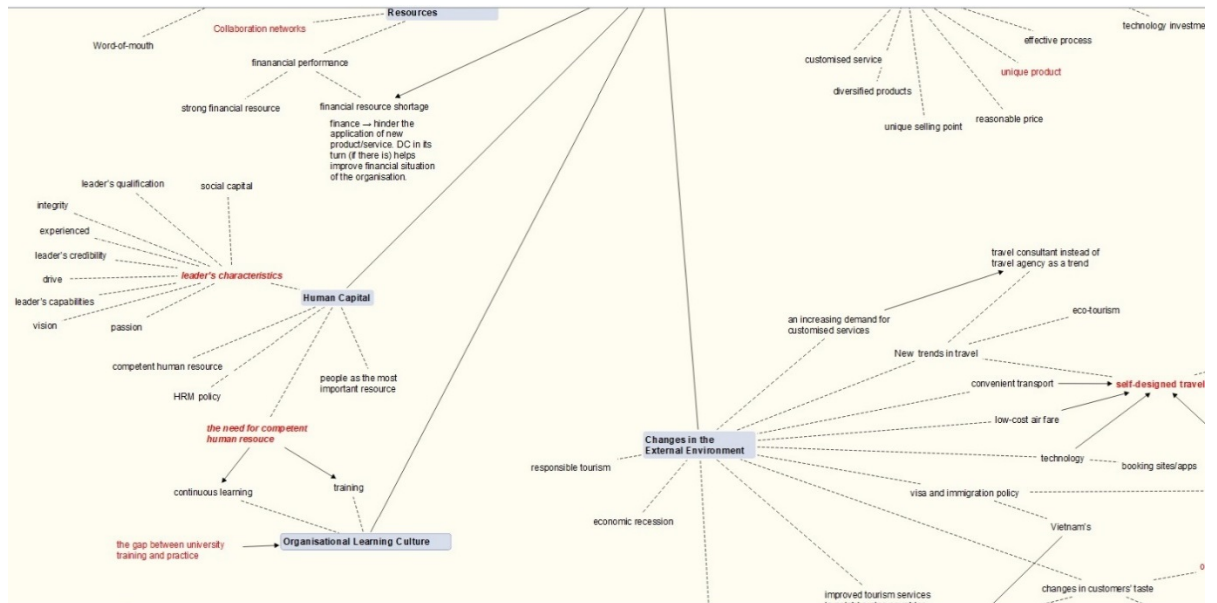 Resources
Collaboration networks
Word-of-mouth
finanancial performance
strong financial resource
financial resource shortage
finance → hinder the
application of new
product/service. DC in its
turn (if there is) helps
improve financial situation
of the organisation.
technology investme
effective process
customised service
unique product
diversified products
reasonable price
unique selling point
leader's qualification
social capital
integrity
experienced
leader's credibility
leader's characteristics
drive
leader's capabilities
vision
passion
Human Capital
competent human resource
people as the most
important resource
HRM policy
the need for competent
human resouce
continuous learning
training
the gap between university
training and practice
Organisational Learning Culture
travel consultant instead of
travel agency as a trend
an increasing demand for
customised services
eco-tourism
New trends in travel
convenient transport
self-designed travel
low-cost air fare
Changes in the
External Environment
technology
booking sites/apps
responsible tourism
visa and immigration policy
economic recession
Vietnam's
changes in customers' taste
o
improved tourism services